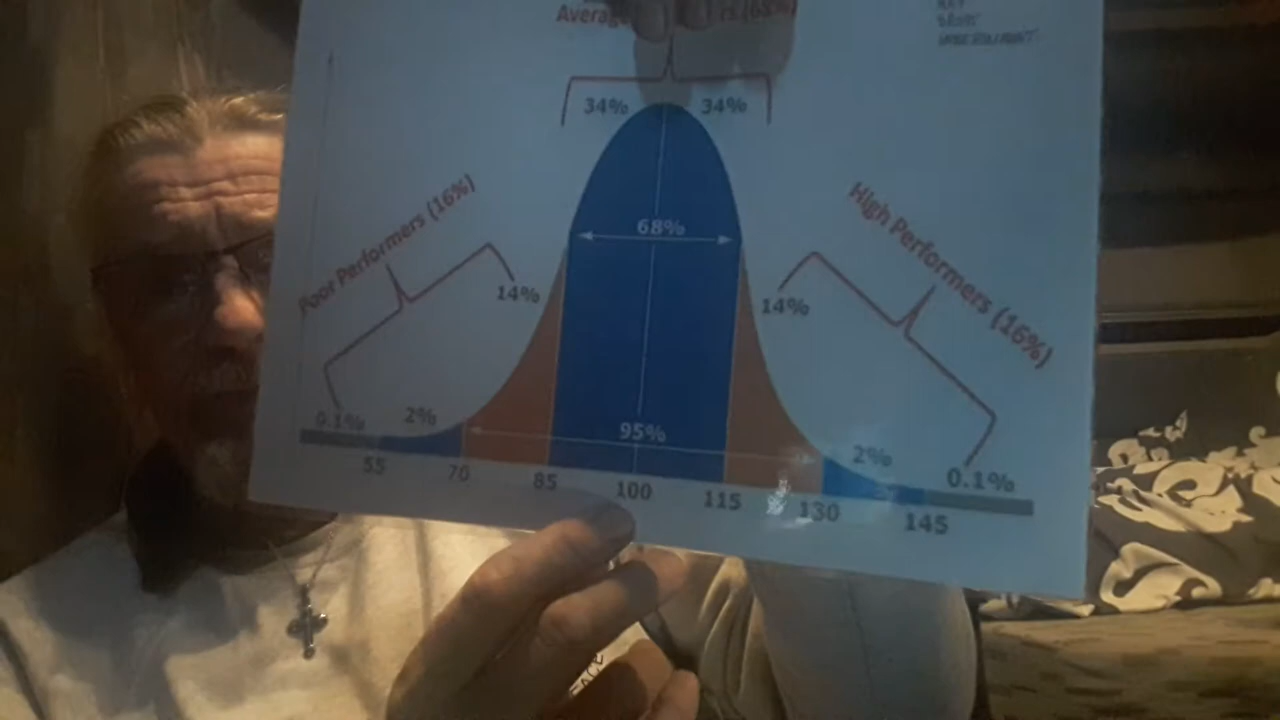 Average
34% 34%
68%
Poor Performers (16%)
High Performers (16%)
14% 14%
0.1% 2% 95% 2% 0.1%
55 70 85 100 115 130 145